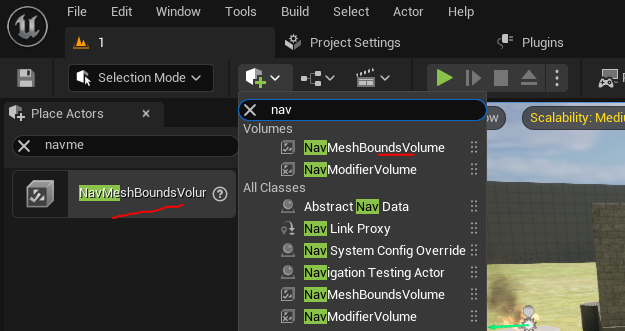 File Edit Window Tools Build Select Actor Help
1 Project Settings Plugins
Selection Mode
Place Actors ×
navme
NavMeshBoundsVolur
nav
Volumes
NavMeshBoundsVolume
NavModifierVolume
All Classes
Abstract Nav Data
Nav Link Proxy
Nav System Config Override
Navigation Testing Actor
NavMeshBoundsVolume
NavModifierVolume
Scalability: Mediu